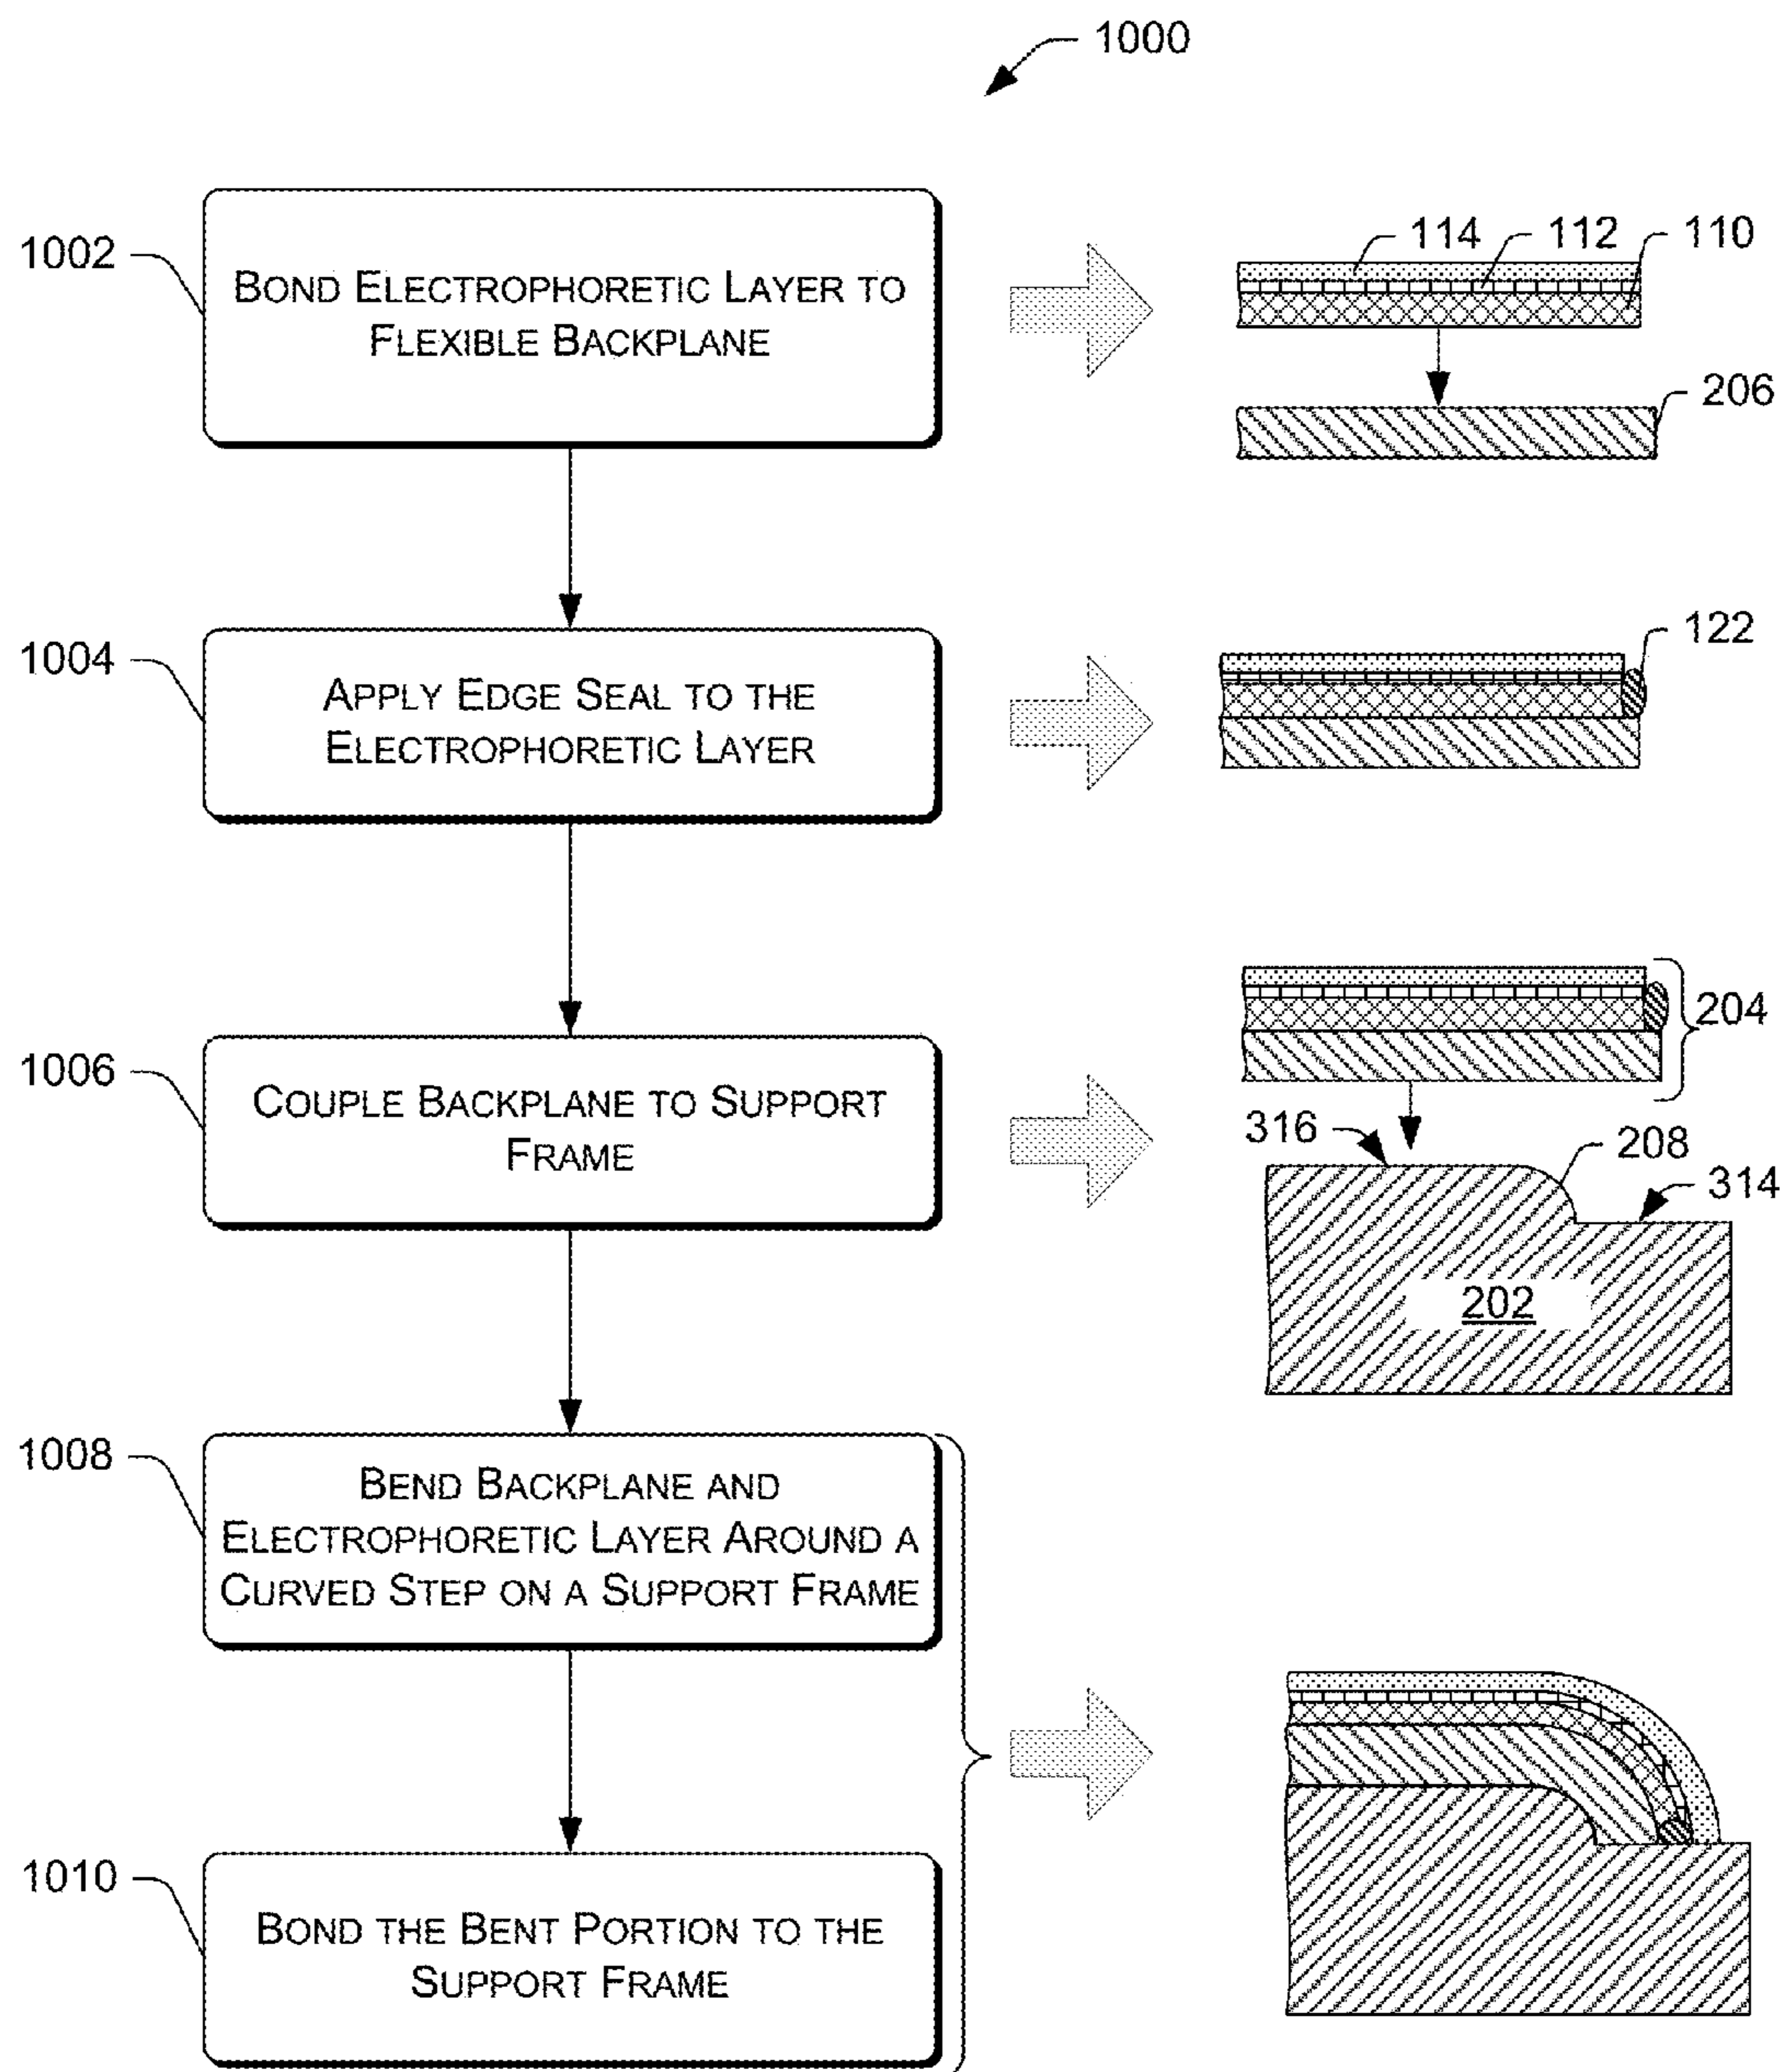 1000
1002
BOND ELECTROPHORETIC LAYER TO
FLEXIBLE BACKPLANE
114
112
110
206
1004
APPLY EDGE SEAL TO THE
ELECTROPHORETIC LAYER
122
1006
COUPLE BACKPLANE TO SUPPORT
FRAME
204
316
208
314
202
1008
BEND BACKPLANE AND
ELECTROPHORETIC LAYER AROUND A
CURVED STEP ON A SUPPORT FRAME
1010
BOND THE BENT PORTION TO THE
SUPPORT FRAME